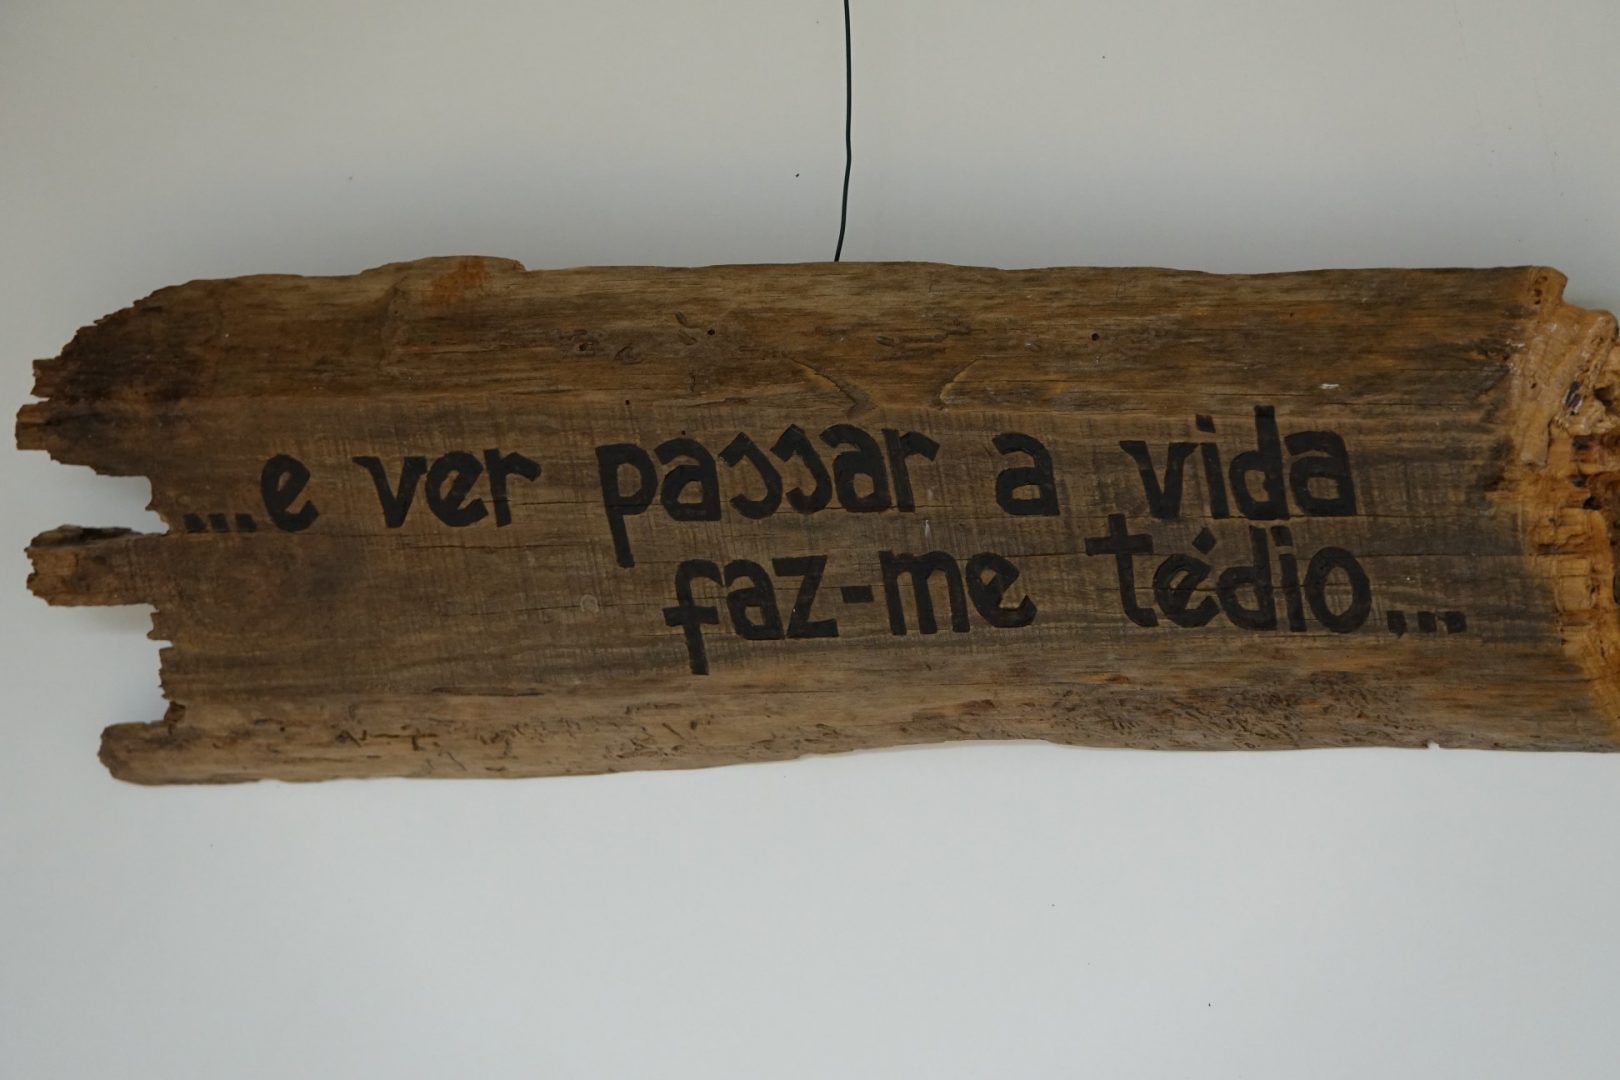 ...e ver passar a vida
faz-me tédio...